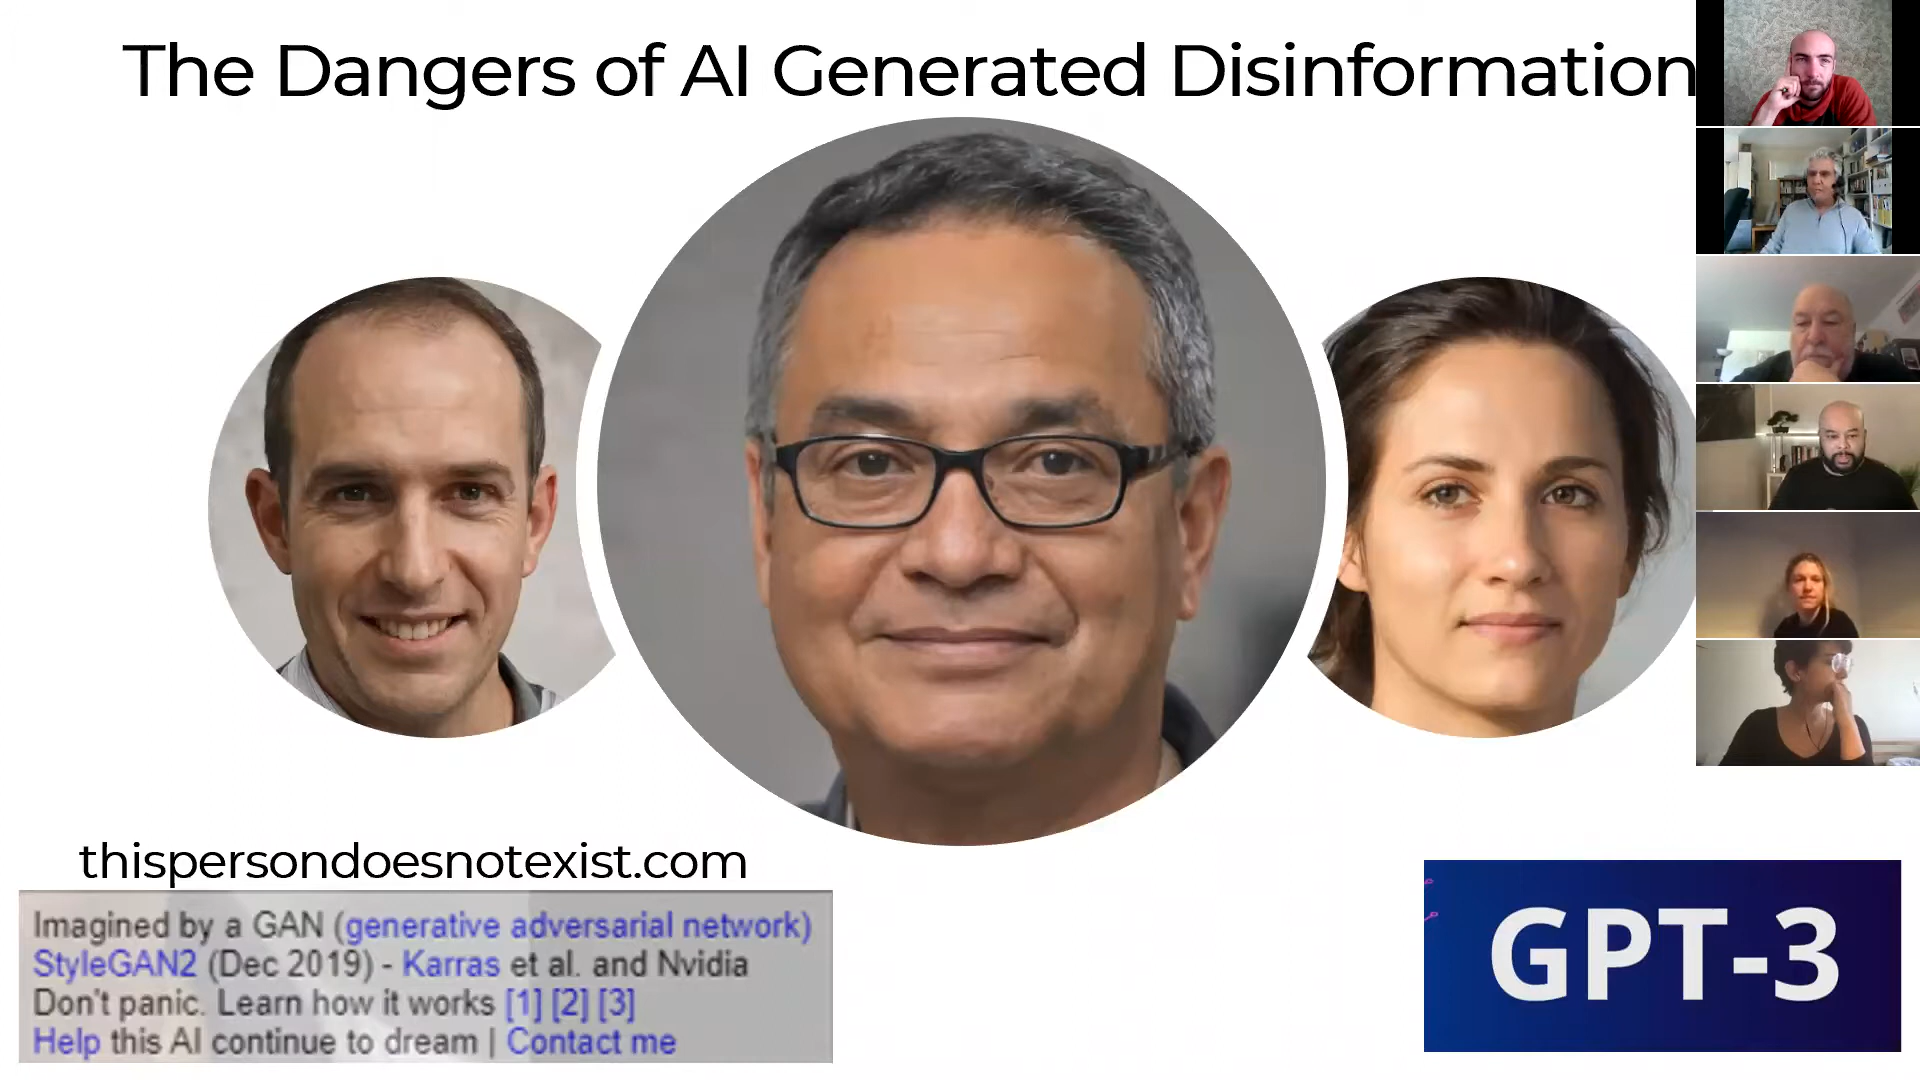 The Dangers of AI Generated Disinformation
thispersondoesnotexist.com
Imagined by a GAN (generative adversarial network)
StyleGAN2 (Dec 2019) - Karras et al. and Nvidia
Don't panic. Learn how it works [1] [2] [3]
Help this AI continue to dream | Contact me
GPT-3